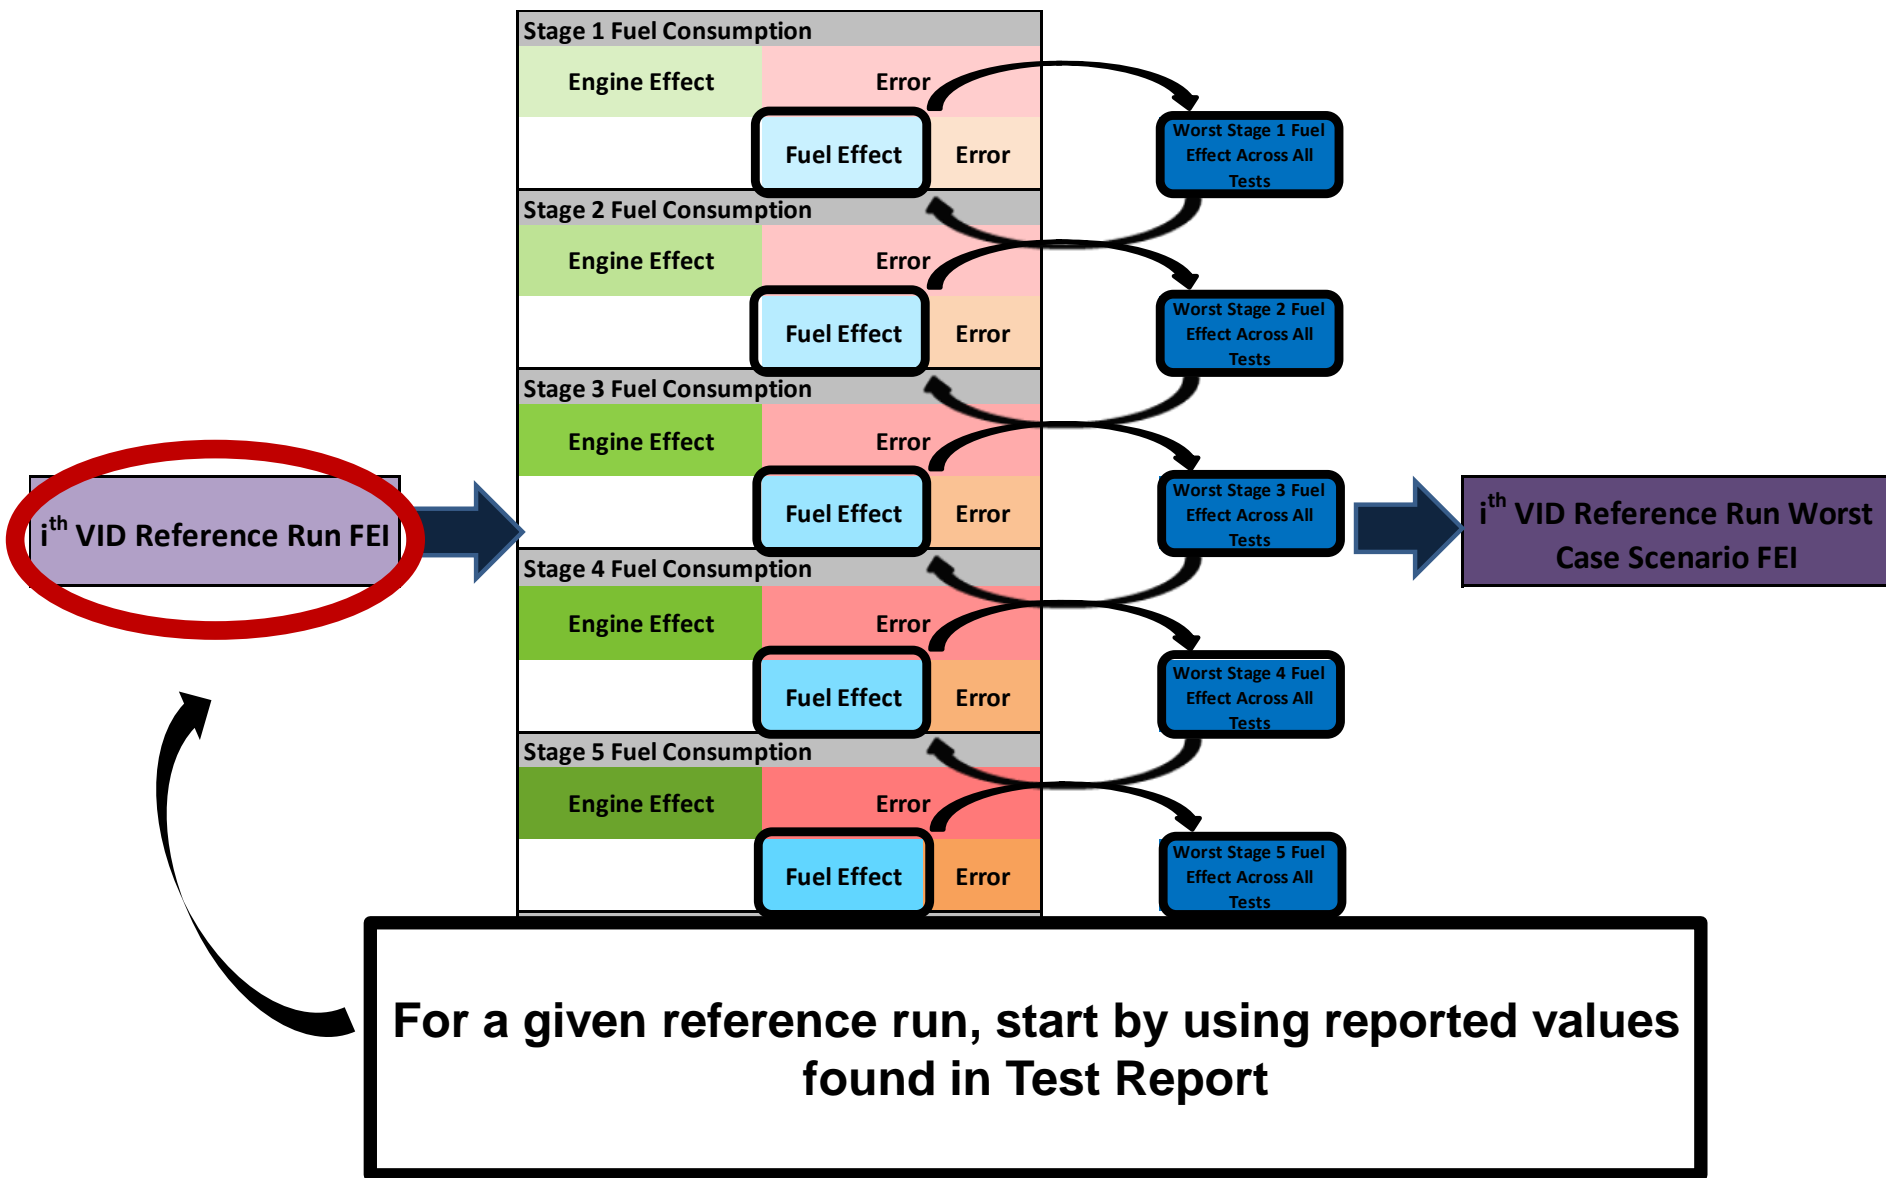 Stage 1 Fuel Consumption
Engine Effect
Error
Fuel Effect
Error
Worst Stage 1 Fuel
Effect Across All
Tests
Stage 2 Fuel Consumption
Engine Effect
Error
Fuel Effect
Error
Worst Stage 2 Fuel
Effect Across All
Tests
Stage 3 Fuel Consumption
Engine Effect
Error
Fuel Effect
Error
Worst Stage 3 Fuel
Effect Across All
Tests
ith VID Reference Run FEI
ith VID Reference Run Worst
Case Scenario FEI
Stage 4 Fuel Consumption
Engine Effect
Error
Fuel Effect
Error
Worst Stage 4 Fuel
Effect Across All
Tests
Stage 5 Fuel Consumption
Engine Effect
Error
Fuel Effect
Error
Worst Stage 5 Fuel
Effect Across All
Tests
For a given reference run, start by using reported values
found in Test Report